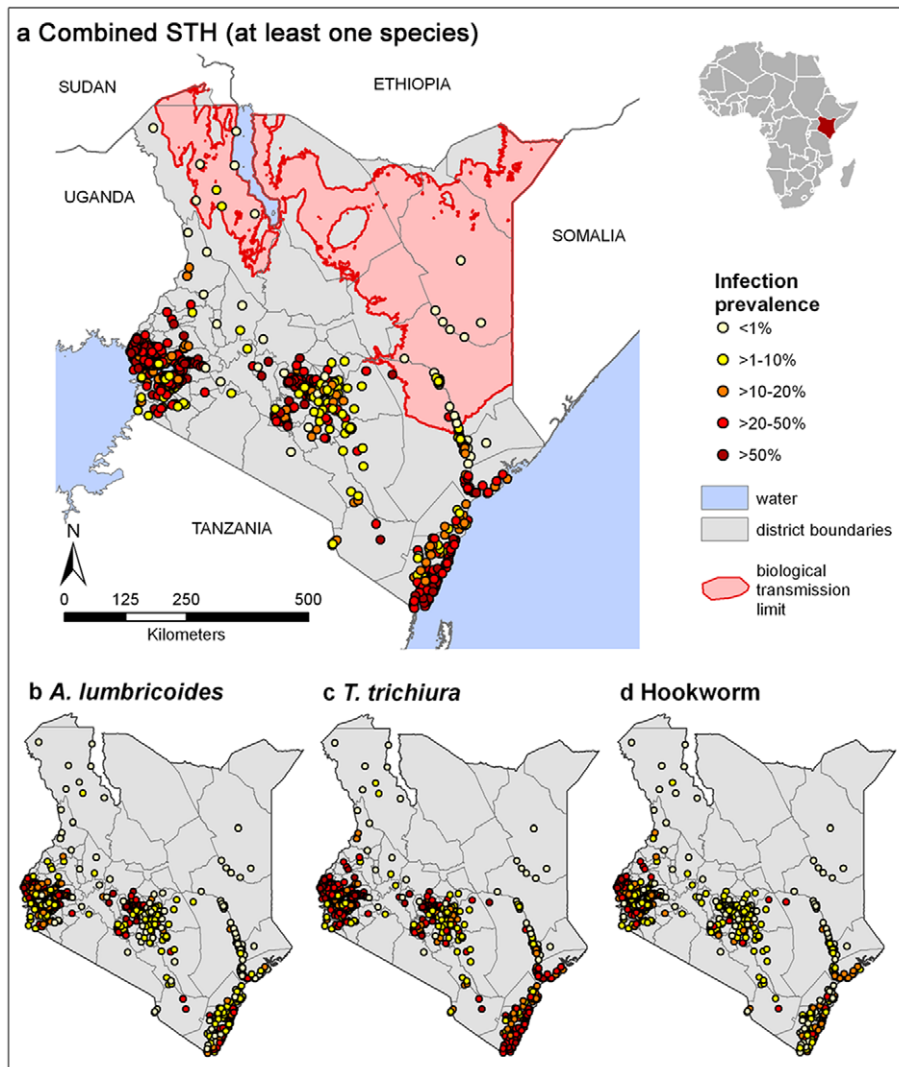 a Combined STH (at least one species)
SUDAN
ETHIOPIA
UGANDA
SOMALIA
Infection
prevalence
<1%
>1-10%
>10-20%
>20-50%
>50%
water
district boundaries
biological
transmission
limit
TANZANIA
N
0 125 250 500
Kilometers
b A. lumbricoides
c T. trichiura
d Hookworm